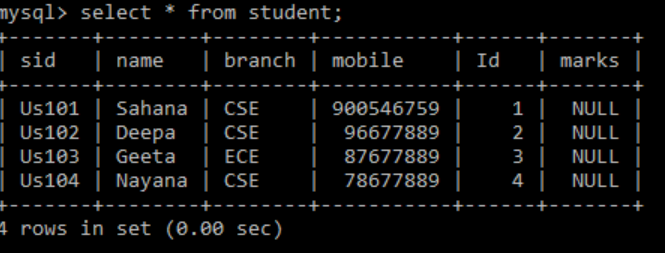 mysql> select * from student;
+-------+--------+--------+-----------+------+-------+
| sid   | name   | branch | mobile    | Id   | marks |
+-------+--------+--------+-----------+------+-------+
| Us101 | Sahana | CSE    | 900546759 |    1 |  NULL |
| Us102 | Deepa  | CSE    |  96677889 |    2 |  NULL |
| Us103 | Geeta  | ECE    |  87677889 |    3 |  NULL |
| Us104 | Nayana | CSE    |  78677889 |    4 |  NULL |
+-------+--------+--------+-----------+------+-------+
4 rows in set (0.00 sec)